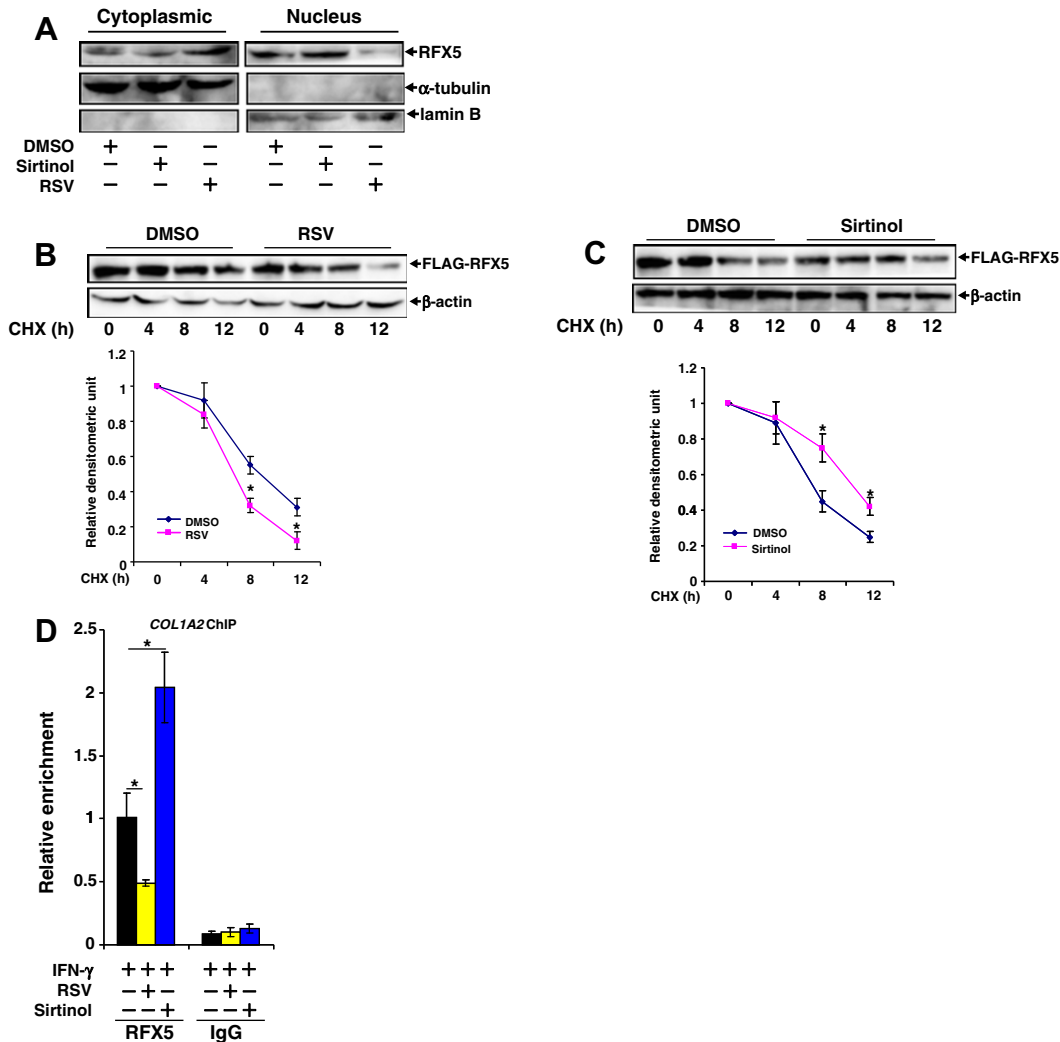 A
Cytoplasmic Nucleus
RFX5
α-tubulin
lamin B
DMSO + − − + − −
Sirtinol − + − − + −
RSV − − + − − +
B
DMSO RSV
FLAG-RFX5
β-actin
CHX (h) 0 4 8 12 0 4 8 12
Relative densitometric unit
1.2
1
0.8
0.6
0.4
0.2
0
* *
DMSO
RSV
CHX (h) 0 4 8 12
C
DMSO Sirtinol
FLAG-RFX5
β-actin
CHX (h) 0 4 8 12 0 4 8 12
Relative densitometric unit
1.2
1
0.8
0.6
0.4
0.2
0
* *
DMSO
Sirtinol
CHX (h) 0 4 8 12
D
COL1A2 ChIP
Relative enrichment
2.5
2
1.5
1
0.5
0
*
*
IFN-γ + + + + + +
RSV − + − − + −
Sirtinol − − + − − +
RFX5 IgG